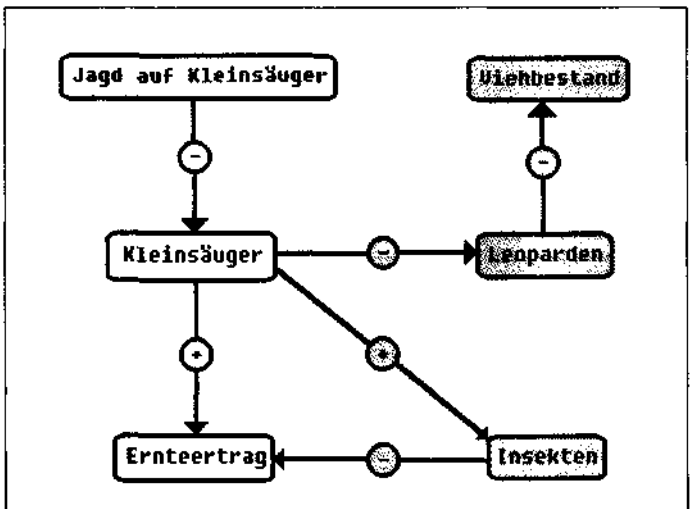 Jagd auf Kleinsäuger
Viehbestand
-
-
Kleinsäuger
-
Leoparden
+
+
Ernteertrag
-
Insekten